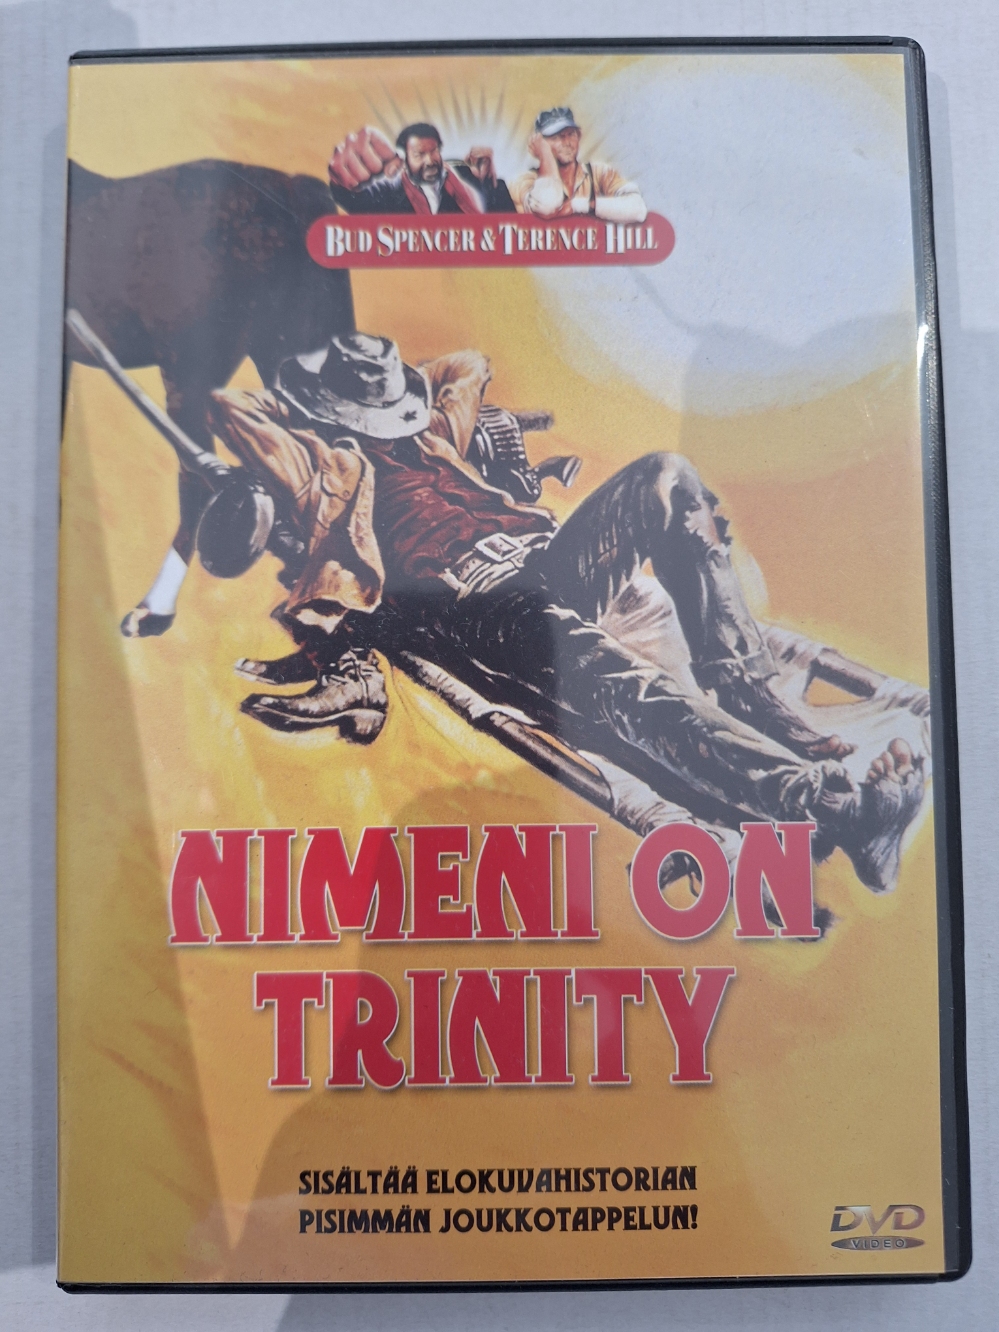 BUD SPENCER & TERENCE HILL
NIMENI ON
TRINITY
SISÄLTÄÄ ELOKUVAHISTORIAN
PISIMMÄN JOUKKOTAPPELUN!
DVD
VIDEO